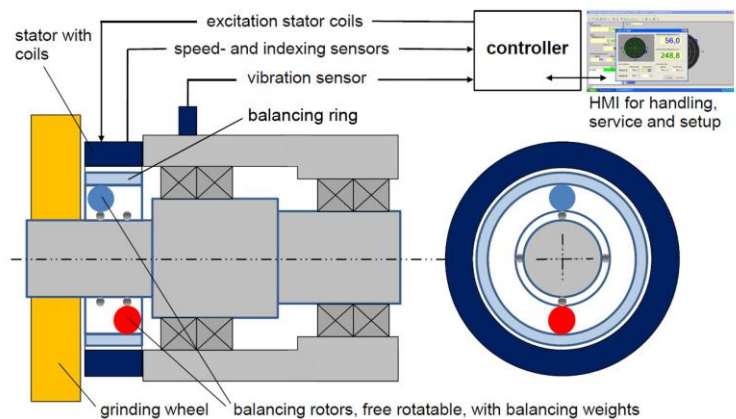 excitation stator coils
stator with
coils
speed- and indexing sensors
controller
vibration sensor
56,0
248,8
HMI for handling,
service and setup
balancing ring
grinding wheel
balancing rotors, free rotatable, with balancing weights